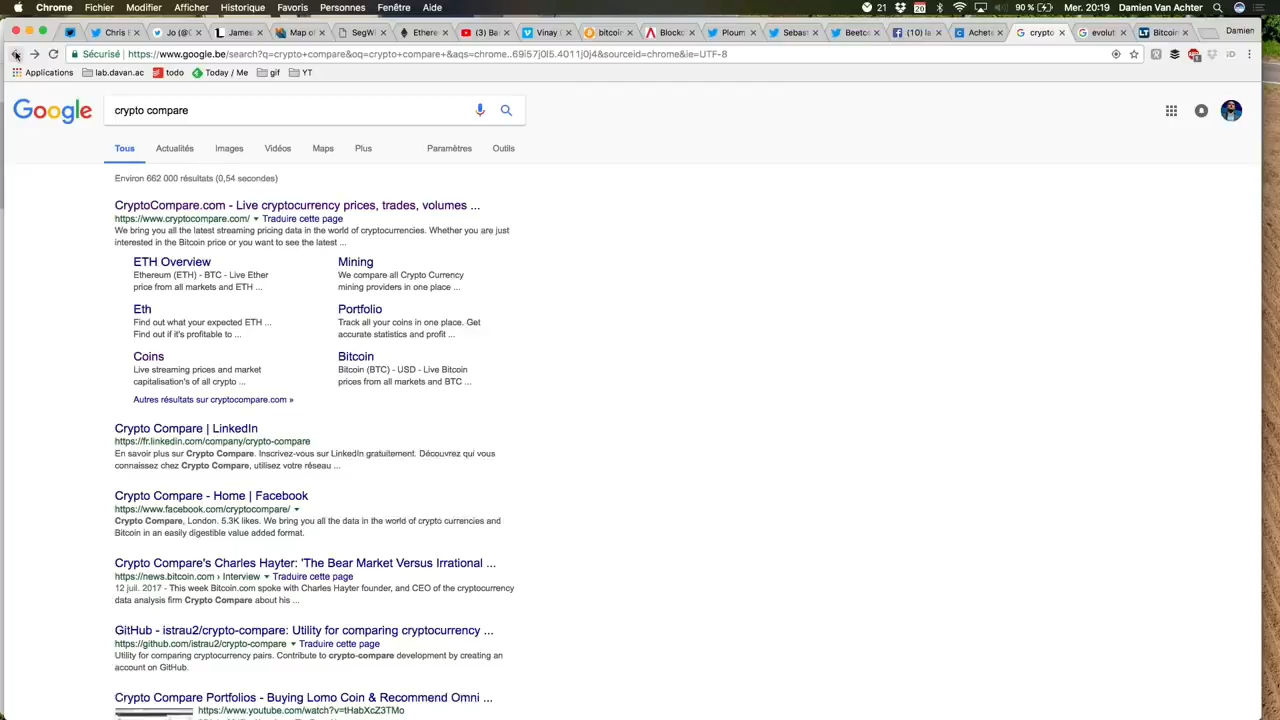 Chrome Fichier Modifier Afficher Historique Favoris Personnes Fenêtre Aide 20 90 % Mer. 20:19 Damien Van Achter
Chris Jo (@ James Map o SegW Ethere (3) Ba Vinay bitcoin Blocko Ploum Sebast Beetc (10) la Achete crypto evolut Bitcoin Damien
Sécurisé https://www.google.be/search?q=crypto+compare&oq=crypto+compare+&aqs=chrome..69i57j0l5.4011j0j4&sourceid=chrome&ie=UTF-8
Applications lab.davan.ac todo Today / Me gif YT
Google crypto compare
Tous Actualités Images Vidéos Maps Plus Paramètres Outils
Environ 662 000 résultats (0,54 secondes)
CryptoCompare.com - Live cryptocurrency prices, trades, volumes ...
https://www.cryptocompare.com/ Traduire cette page
We bring you all the latest streaming pricing data in the world of cryptocurrencies. Whether you are just
interested in the Bitcoin price or you want to see the latest ...
ETH Overview
Ethereum (ETH) - BTC - Live Ether
price from all markets and ETH ...
Mining
We compare all Crypto Currency
mining providers in one place ...
Eth
Find out what your expected ETH ...
Find out if it's profitable to ...
Portfolio
Track all your coins in one place. Get
accurate statistics and profit ...
Coins
Live streaming prices and market
capitalisation's of all crypto ...
Bitcoin
Bitcoin (BTC) - USD - Live Bitcoin
prices from all markets and BTC ...
Autres résultats sur cryptocompare.com »
Crypto Compare | LinkedIn
https://fr.linkedin.com/company/crypto-compare
En savoir plus sur Crypto Compare. Inscrivez-vous sur LinkedIn gratuitement. Découvrez qui vous
connaissez chez Crypto Compare, utilisez votre réseau ...
Crypto Compare - Home | Facebook
https://www.facebook.com/cryptocompare/
Crypto Compare, London. 5.3K likes. We bring you all the data in the world of crypto currencies and
Bitcoin in an easily digestible value added format.
Crypto Compare's Charles Hayter: 'The Bear Market Versus Irrational ...
https://news.bitcoin.com › Interview Traduire cette page
12 juil. 2017 - This week Bitcoin.com spoke with Charles Hayter founder, and CEO of the cryptocurrency
data analysis firm Crypto Compare about his ...
GitHub - istrau2/crypto-compare: Utility for comparing cryptocurrency ...
https://github.com/istrau2/crypto-compare Traduire cette page
Utility for comparing cryptocurrency pairs. Contribute to crypto-compare development by creating an
account on GitHub.
Crypto Compare Portfolios - Buying Lomo Coin & Recommend Omni ...
https://www.youtube.com/watch?v=tHabXcZ3TMo